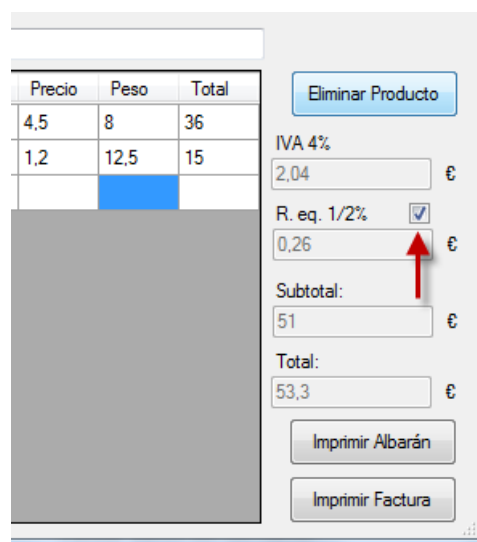 Precio Peso Total
4,5 8 36
1,2 12,5 15
Eliminar Producto
IVA 4%
2,04 €
R. eq. 1/2%
0,26 €
Subtotal:
51 €
Total:
53,3 €
Imprimir Albarán
Imprimir Factura